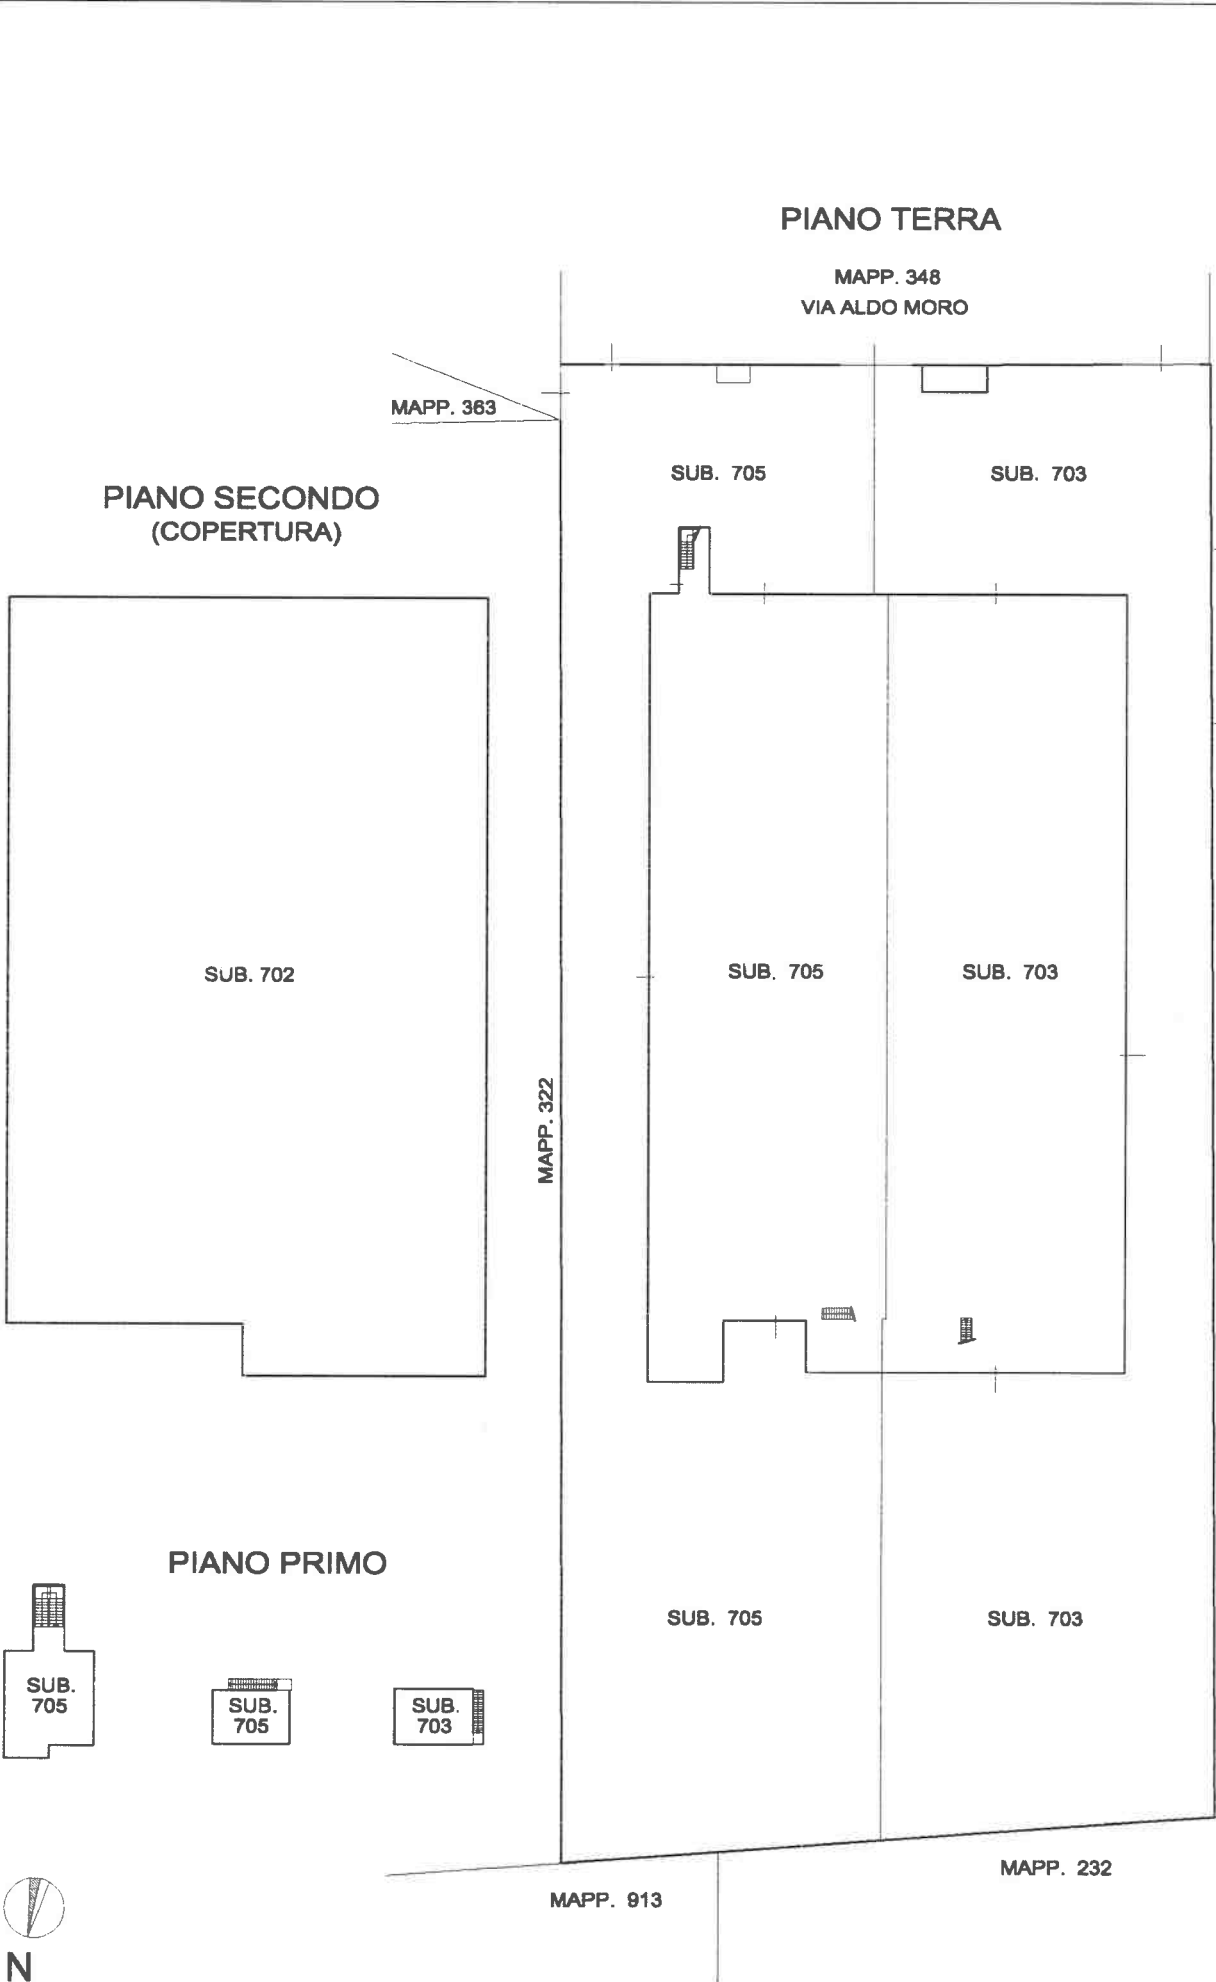 PIANO TERRA
MAPP. 348
VIA ALDO MORO
MAPP. 363
SUB. 705
SUB. 703
PIANO SECONDO
(COPERTURA)
SUB. 702
SUB. 705
SUB. 703
MAPP. 322
PIANO PRIMO
SUB.
705
SUB.
705
SUB.
703
SUB. 705
SUB. 703
MAPP. 232
MAPP. 913
N